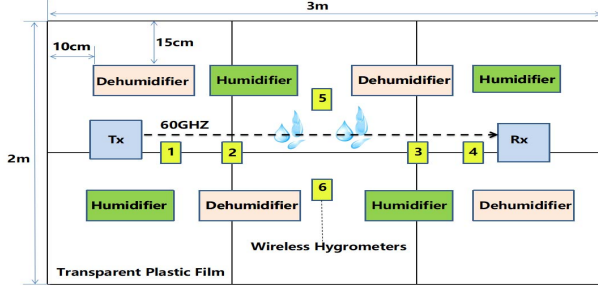 3m
10cm
15cm
Dehumidifier
Humidifier
Dehumidifier
Humidifier
5
60GHZ
Tx
Rx
1
2
3
4
2m
6
Humidifier
Dehumidifier
Humidifier
Dehumidifier
Wireless Hygrometers
Transparent Plastic Film